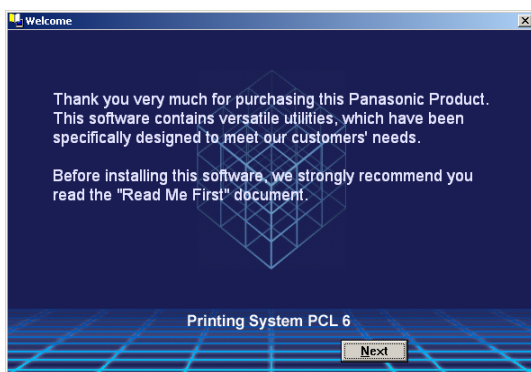 Welcome
Thank you very much for purchasing this Panasonic Product.
This software contains versatile utilities, which have been
specifically designed to meet our customers' needs.
Before installing this software, we strongly recommend you
read the "Read Me First" document.
Printing System PCL 6
Next